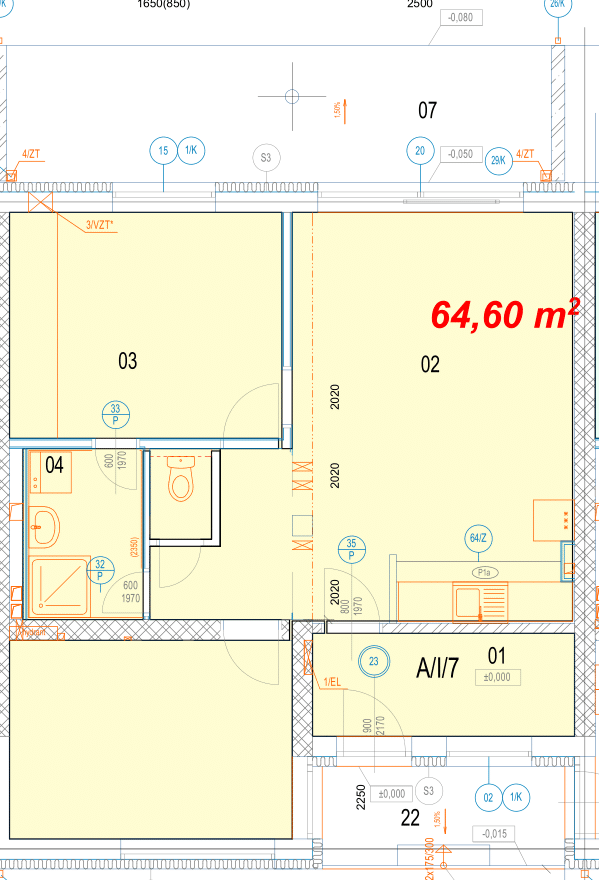 1650(850)
2500
26/K
-0,080
1,50%
07
4/ZT
15
1/K
S3
20
-0,050
29/K
4/ZT
3/VZT*
64,60 m²
03
02
2020
33
P
600
1970
04
2020
(2350)
35
P
64/Z
32
P
P1a
600
1970
2020
800
1970
A/I/7
01
±0,000
23
1/EL
900
2170
2250
±0,000
S3
02
1/K
22
1,50%
-0,015
2x175/300